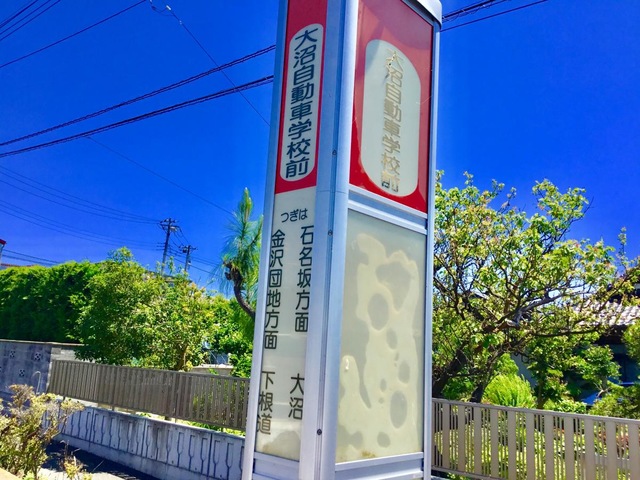 大沼自動車学校前
つぎは
石名坂方面 大沼
金沢団地方面 下根道
大沼自動車学校前